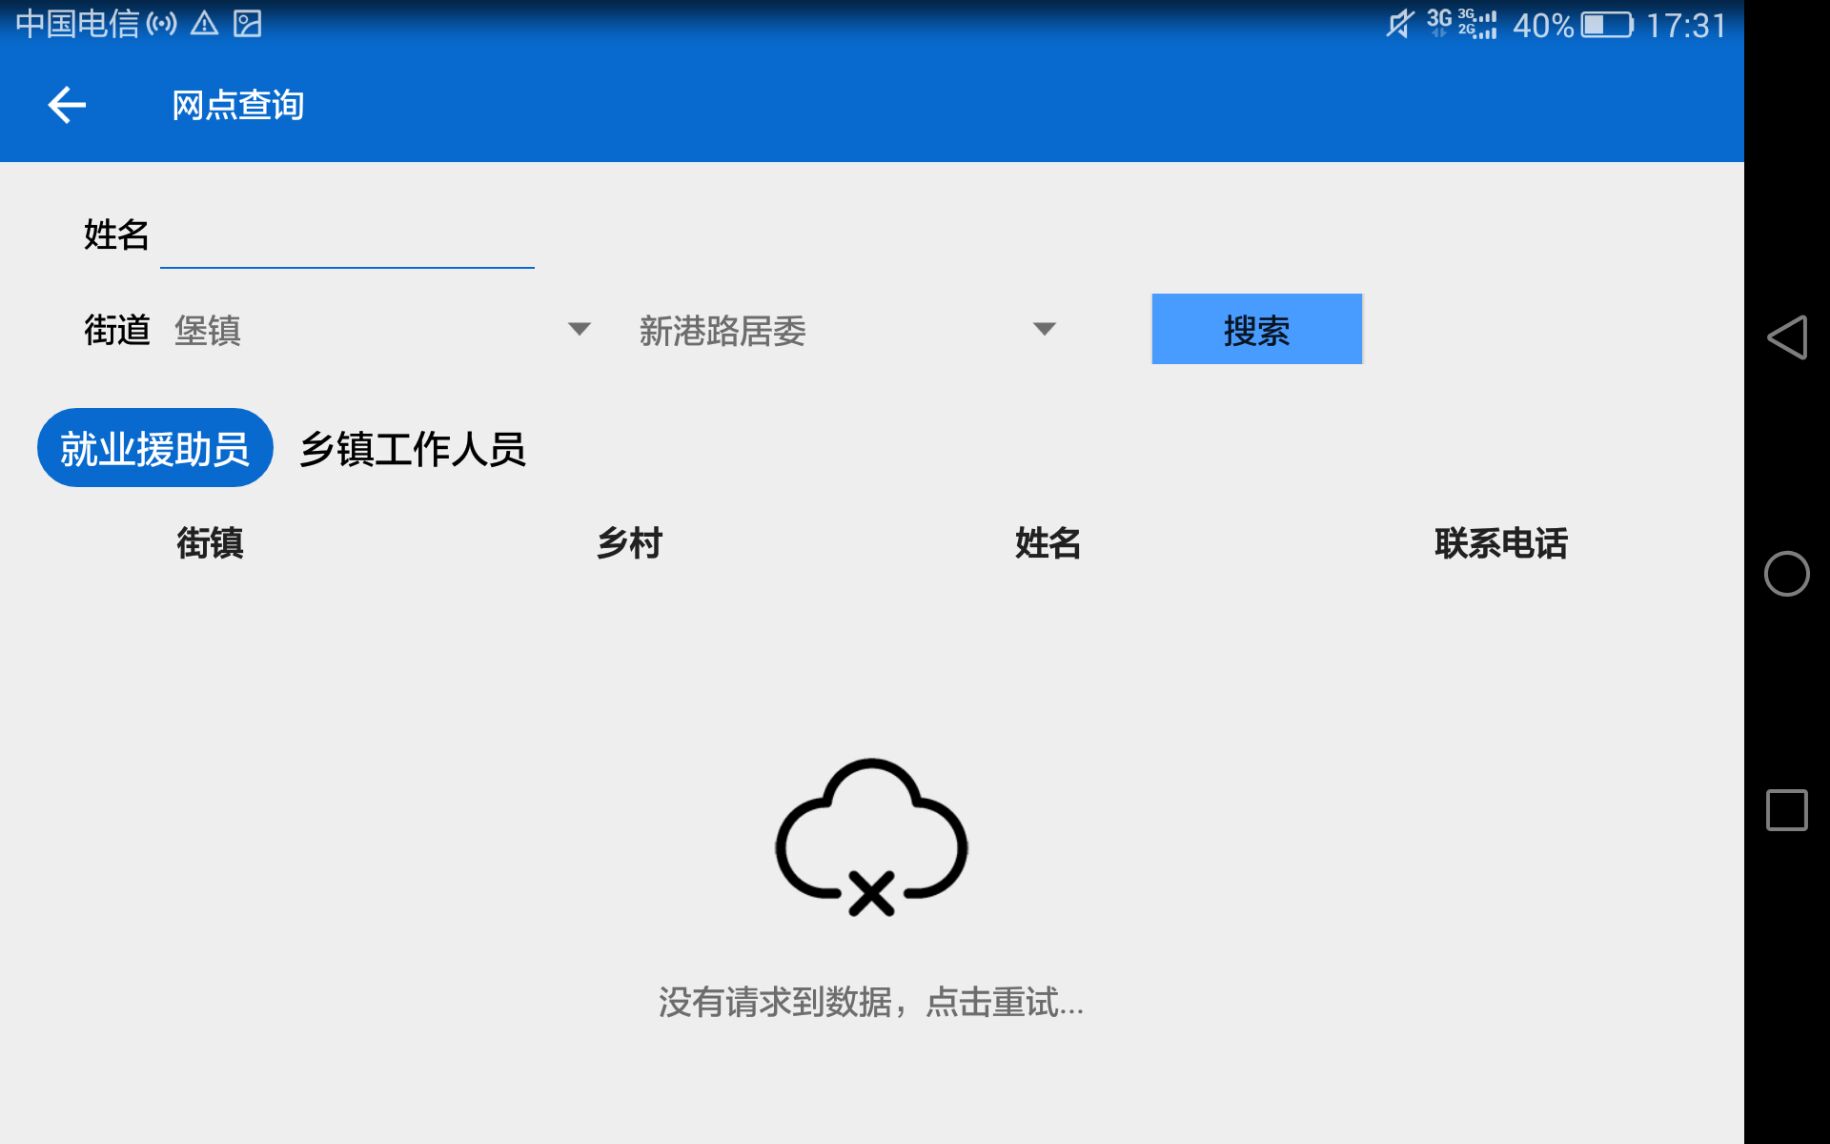 中国电信 3G 3G 2G 40% 17:31
网点查询
姓名
街道 堡镇 新港路居委 搜索
就业援助员 乡镇工作人员
街镇 乡村 姓名 联系电话
没有请求到数据，点击重试...